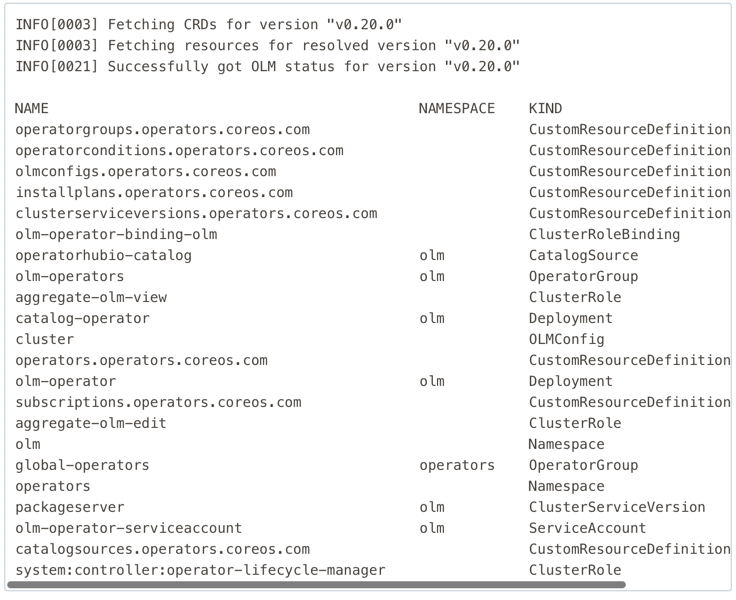 INFO[0003] Fetching CRDs for version "v0.20.0"
INFO[0003] Fetching resources for resolved version "v0.20.0"
INFO[0021] Successfully got OLM status for version "v0.20.0"
NAME NAMESPACE KIND
operatorgroups.operators.coreos.com CustomResourceDefinition
operatorconditions.operators.coreos.com CustomResourceDefinition
olmconfigs.operators.coreos.com CustomResourceDefinition
installplans.operators.coreos.com CustomResourceDefinition
clusterserviceversions.operators.coreos.com CustomResourceDefinition
olm-operator-binding-olm ClusterRoleBinding
operatorhubio-catalog olm CatalogSource
olm-operators olm OperatorGroup
aggregate-olm-view ClusterRole
catalog-operator olm Deployment
cluster OLMConfig
operators.operators.coreos.com CustomResourceDefinition
olm-operator olm Deployment
subscriptions.operators.coreos.com CustomResourceDefinition
aggregate-olm-edit ClusterRole
olm Namespace
global-operators operators OperatorGroup
operators Namespace
packageserver olm ClusterServiceVersion
olm-operator-serviceaccount olm ServiceAccount
catalogsources.operators.coreos.com CustomResourceDefinition
system:controller:operator-lifecycle-manager ClusterRole